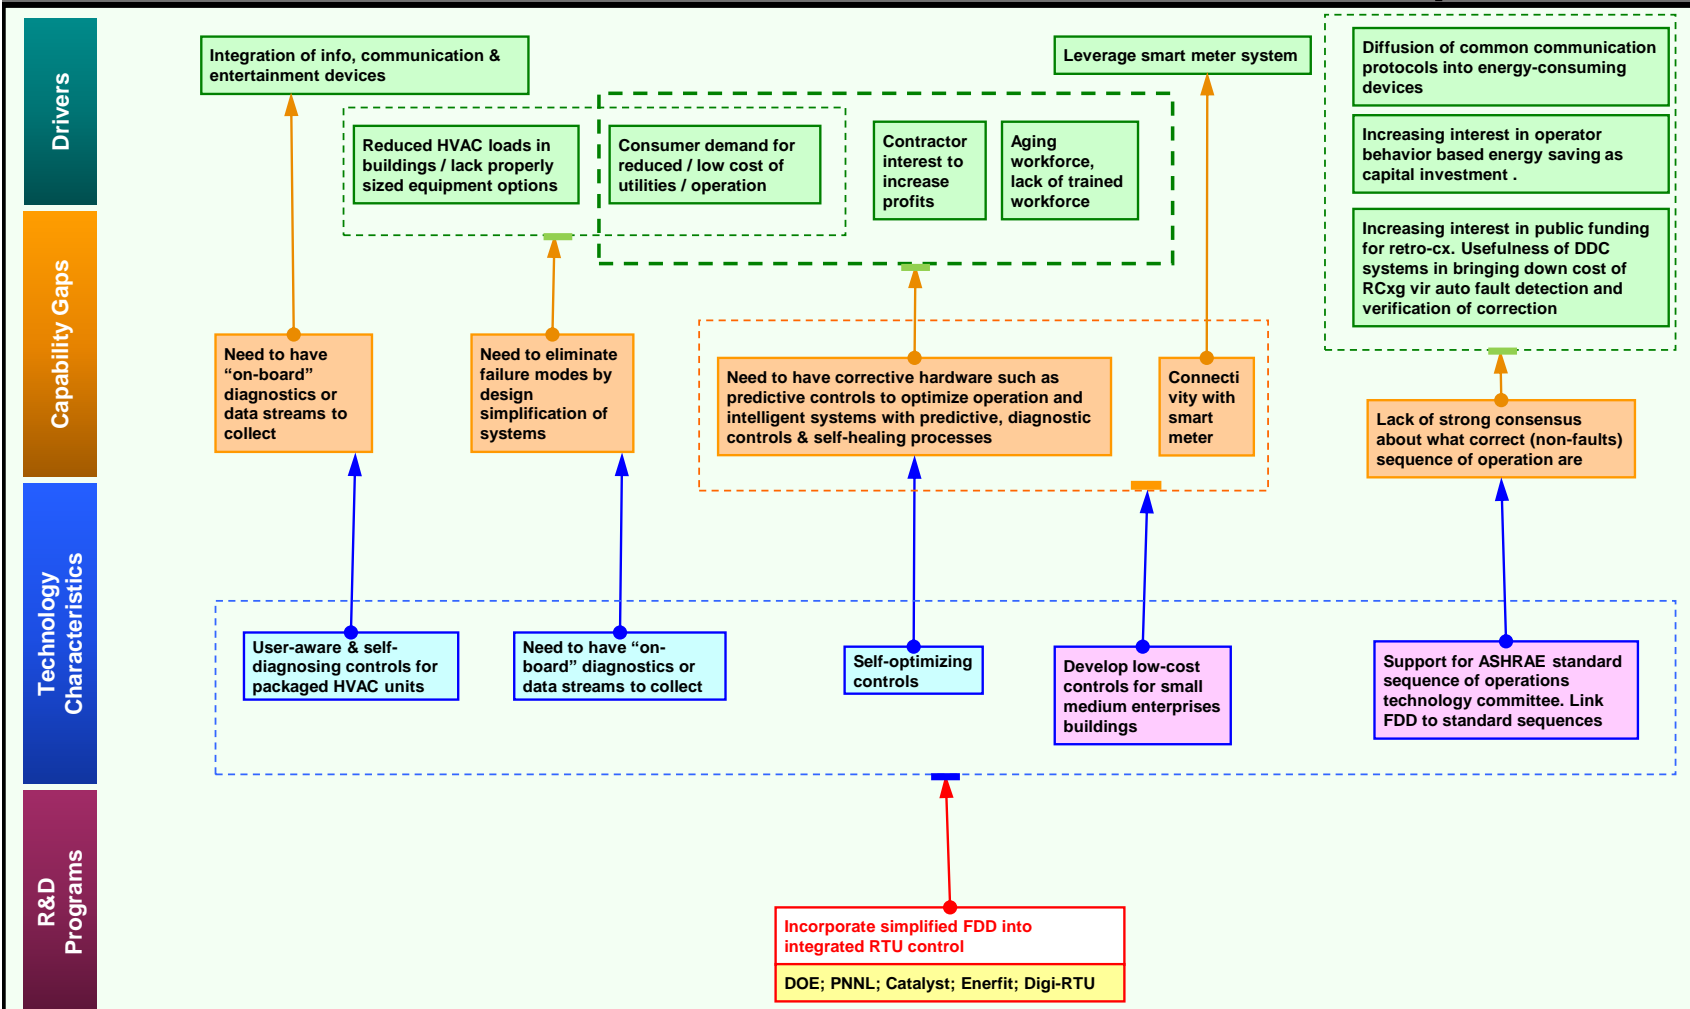 Drivers
Integration of info, communication &
entertainment devices
Leverage smart meter system
Diffusion of common communication
protocols into energy-consuming
devices
Reduced HVAC loads in
buildings / lack properly
sized equipment options
Consumer demand for
reduced / low cost of
utilities / operation
Contractor
interest to
increase
profits
Aging
workforce,
lack of trained
workforce
Increasing interest in operator
behavior based energy saving as
capital investment .
Increasing interest in public funding
for retro-cx. Usefulness of DDC
systems in bringing down cost of
RCxg vir auto fault detection and
verification of correction
Capability Gaps
Need to have
“on-board”
diagnostics or
data streams to
collect
Need to eliminate
failure modes by
design
simplification of
systems
Need to have corrective hardware such as
predictive controls to optimize operation and
intelligent systems with predictive, diagnostic
controls & self-healing processes
Connecti
vity with
smart
meter
Lack of strong consensus
about what correct (non-faults)
sequence of operation are
Technology
Characteristics
User-aware & self-
diagnosing controls for
packaged HVAC units
Need to have “on-
board” diagnostics or
data streams to collect
Self-optimizing
controls
Develop low-cost
controls for small
medium enterprises
buildings
Support for ASHRAE standard
sequence of operations
technology committee. Link
FDD to standard sequences
R&D
Programs
Incorporate simplified FDD into
integrated RTU control
DOE; PNNL; Catalyst; Enerfit; Digi-RTU